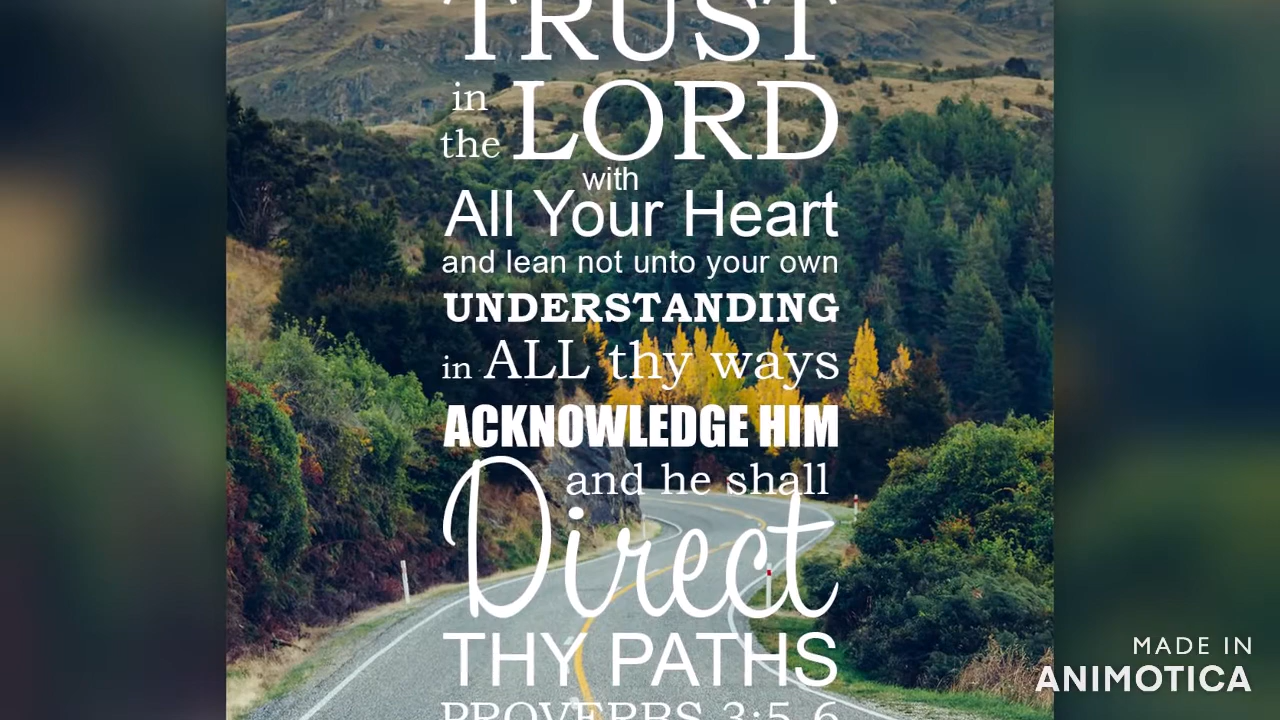 TRUST
in
the LORD
with
All Your Heart
and lean not unto your own
UNDERSTANDING
in ALL thy ways
ACKNOWLEDGE HIM
and he shall
Direct
THY PATHS
PROVERBS 3:5-6
MADE IN
ANIMOTICA